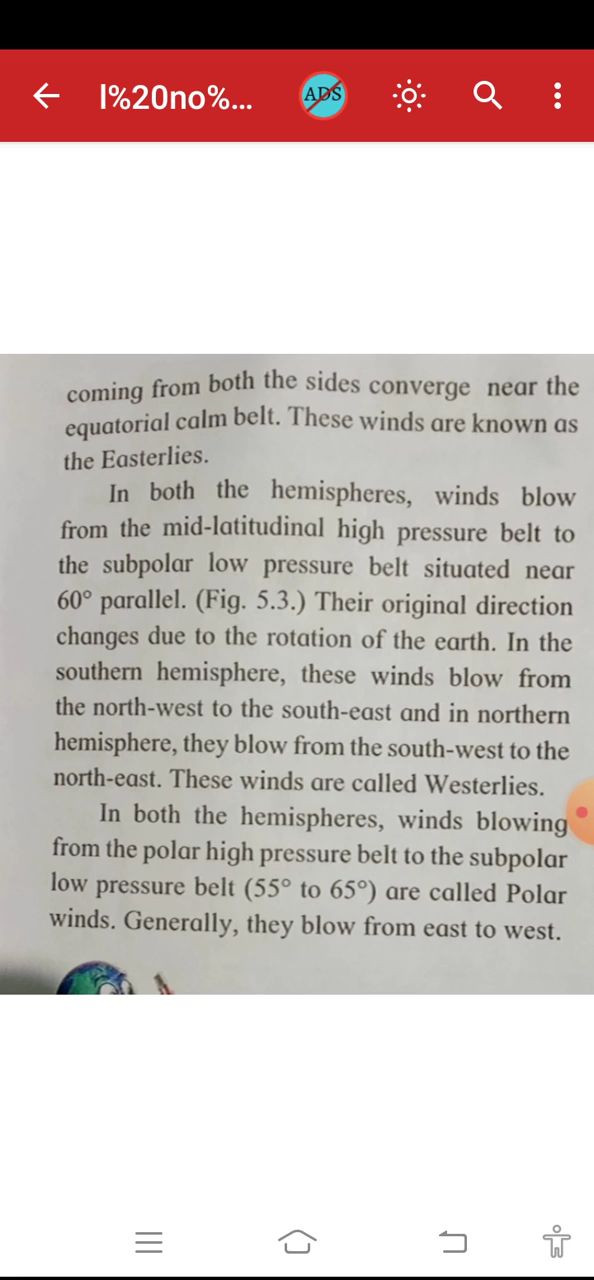 l%20no%...
ADS
coming from both the sides converge near the
equatorial calm belt. These winds are known as
the Easterlies.
In both the hemispheres, winds blow
from the mid-latitudinal high pressure belt to
the subpolar low pressure belt situated near
60° parallel. (Fig. 5.3.) Their original direction
changes due to the rotation of the earth. In the
southern hemisphere, these winds blow from
the north-west to the south-east and in northern
hemisphere, they blow from the south-west to the
north-east. These winds are called Westerlies.
In both the hemispheres, winds blowing
from the polar high pressure belt to the subpolar
low pressure belt (55° to 65°) are called Polar
winds. Generally, they blow from east to west.